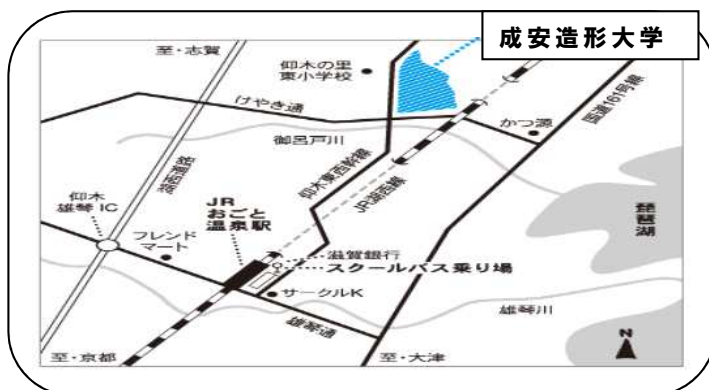 成安造形大学
至・志賀
仰木の里
東小学校
けやき通
かつ源
国道161号線
御呂戸川
仰木東西幹線
JR湖西線
湖西道路
仰木
雄琴IC
JR
おごと
温泉駅
フレンド
マート
滋賀銀行
スクールバス乗り場
サークルK
琵琶湖
雄琴川
雄琴通
至・京都
至・大津
N